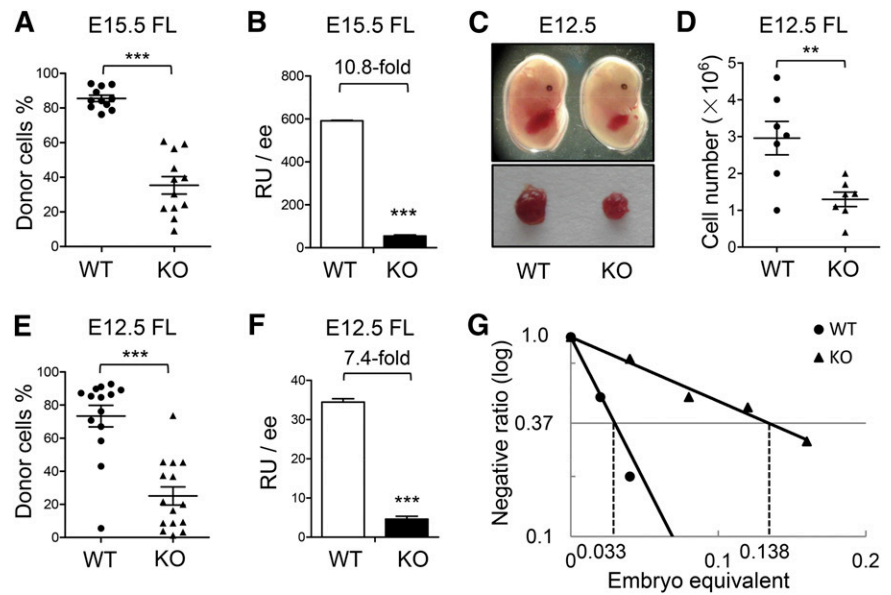 A E15.5 FL
***
Donor cells %
100
80
60
40
20
0
WT KO
B E15.5 FL
10.8-fold
RU / ee
800
600
400
200
0
***
WT KO
C E12.5
WT KO
D E12.5 FL
**
Cell number (×10⁶)
5
4
3
2
1
0
WT KO
E E12.5 FL
***
Donor cells %
100
80
60
40
20
0
WT KO
F E12.5 FL
7.4-fold
RU / ee
40
30
20
10
0
***
WT KO
G
WT
KO
Negative ratio (log)
1.0
0.37
0.1
0 0.033 0.1 0.138 0.2
Embryo equivalent